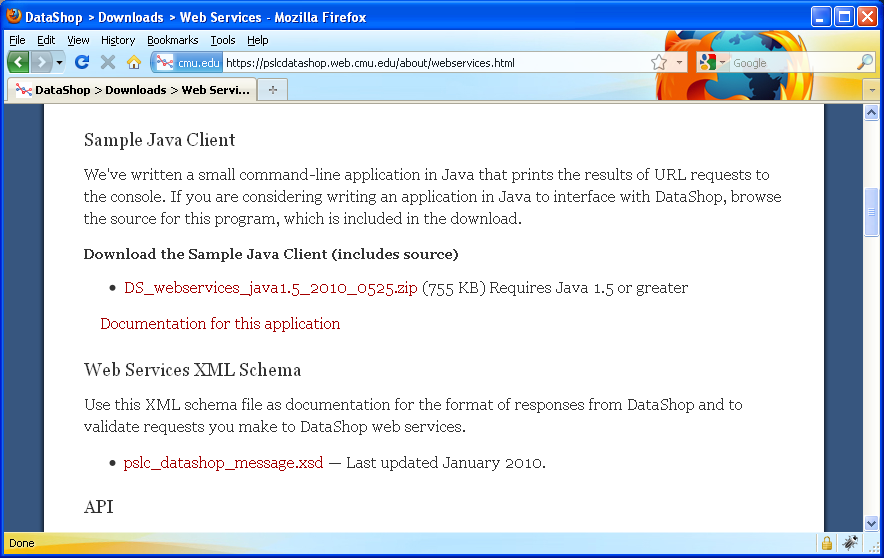 DataShop > Downloads > Web Services - Mozilla Firefox
File Edit View History Bookmarks Tools Help
cmu.edu https://pslcdatashop.web.cmu.edu/about/webservices.html Google
DataShop > Downloads > Web Servi...
Sample Java Client
We've written a small command-line application in Java that prints the results of URL requests to
the console. If you are considering writing an application in Java to interface with DataShop, browse
the source for this program, which is included in the download.
Download the Sample Java Client (includes source)
• DS_webservices_java1.5_2010_0525.zip (755 KB) Requires Java 1.5 or greater
Documentation for this application
Web Services XML Schema
Use this XML schema file as documentation for the format of responses from DataShop and to
validate requests you make to DataShop web services.
• pslc_datashop_message.xsd — Last updated January 2010.
API
Done